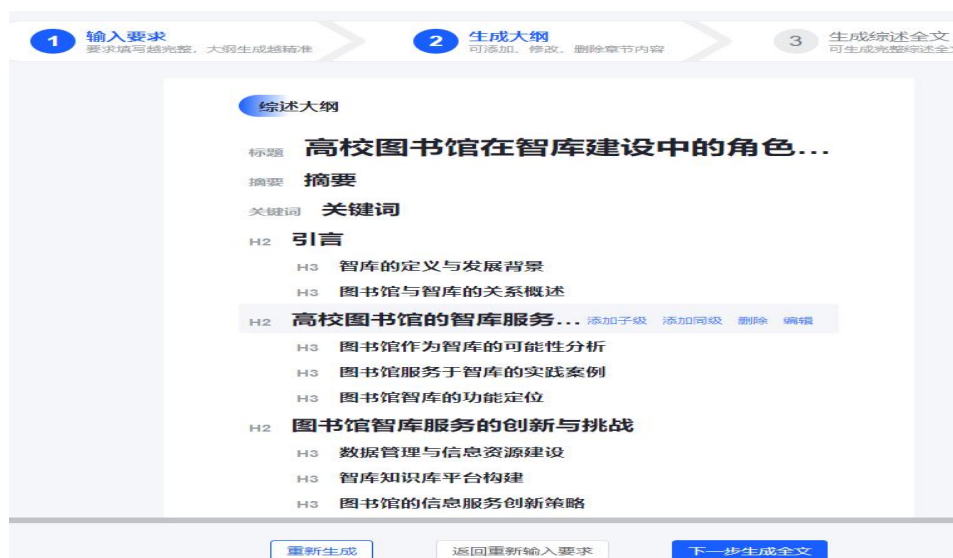 1 输入要求
要求填写越完整，大纲生成越精准
2 生成大纲
可添加、修改、删除章节内容
3 生成综述全文
可生成完整综述全文
综述大纲
标题 高校图书馆在智库建设中的角色...
摘要 摘要
关键词 关键词
H2 引言
H3 智库的定义与发展背景
H3 图书馆与智库的关系概述
H2 高校图书馆的智库服务... 添加子级 添加同级 删除 编辑
H3 图书馆作为智库的可能性分析
H3 图书馆服务于智库的实践案例
H3 图书馆智库的功能定位
H2 图书馆智库服务的创新与挑战
H3 数据管理与信息资源建设
H3 智库知识库平台构建
H3 图书馆的信息服务创新策略
重新生成 返回重新输入要求 下一步生成全文